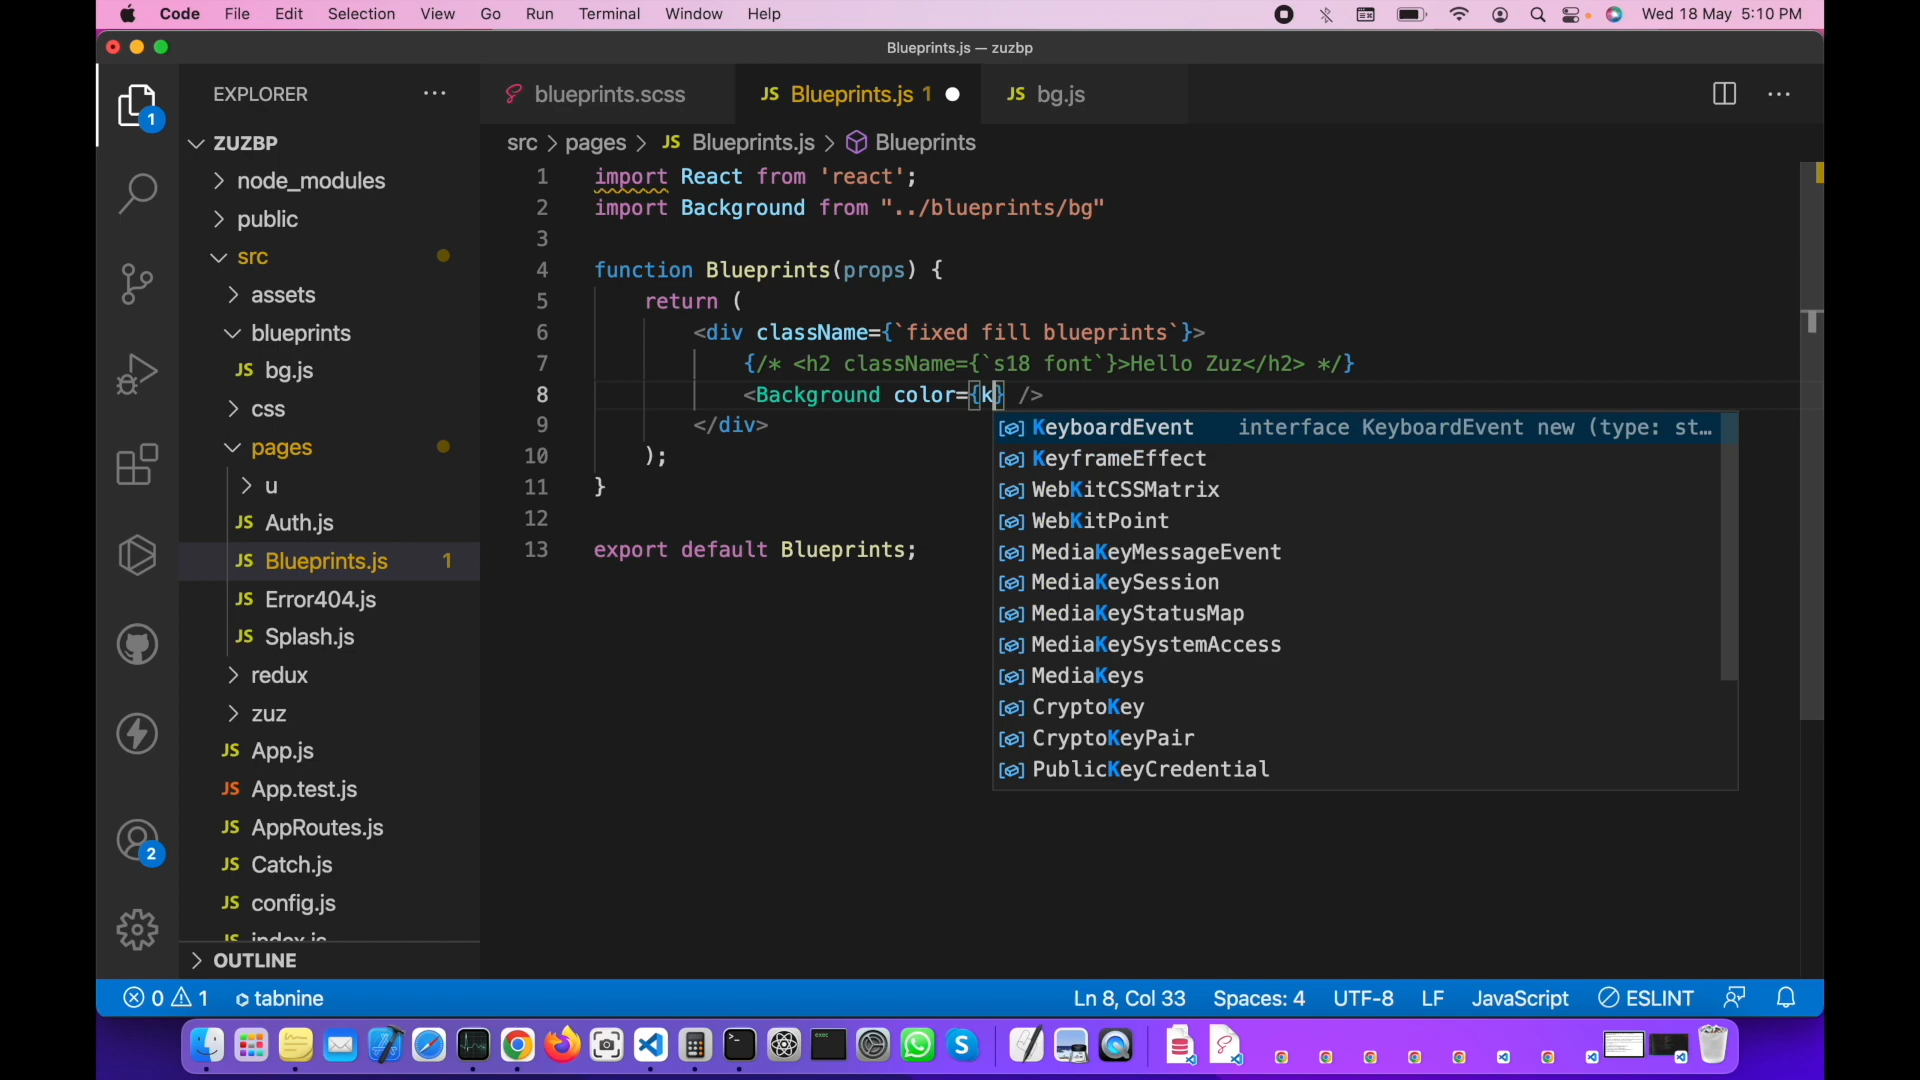 Code File Edit Selection View Go Run Terminal Window Help Wed 18 May 5:10 PM
Blueprints.js — zuzbp
EXPLORER
blueprints.scss
JS Blueprints.js 1
JS bg.js
src > pages > JS Blueprints.js > Blueprints
1
ZUZBP
node_modules
public
src
assets
blueprints
JS bg.js
css
pages
u
JS Auth.js
JS Blueprints.js 1
JS Error404.js
JS Splash.js
redux
zuz
JS App.js
JS App.test.js
JS AppRoutes.js
JS Catch.js
JS config.js
JS index.js
OUTLINE
2
1 import React from 'react';
2 import Background from "../blueprints/bg"
3
4 function Blueprints(props) {
5 return (
6 <div className={`fixed fill blueprints`}>
7 {/* <h2 className={`s18 font`}>Hello Zuz</h2> */}
8 <Background color={k} />
9 </div>
10 );
11 }
12
13 export default Blueprints;
KeyboardEvent interface KeyboardEvent new (type: st…
KeyframeEffect
WebKitCSSMatrix
WebKitPoint
MediaKeyMessageEvent
MediaKeySession
MediaKeyStatusMap
MediaKeySystemAccess
MediaKeys
CryptoKey
CryptoKeyPair
PublicKeyCredential
0 1 tabnine Ln 8, Col 33 Spaces: 4 UTF-8 LF JavaScript ESLINT
exec